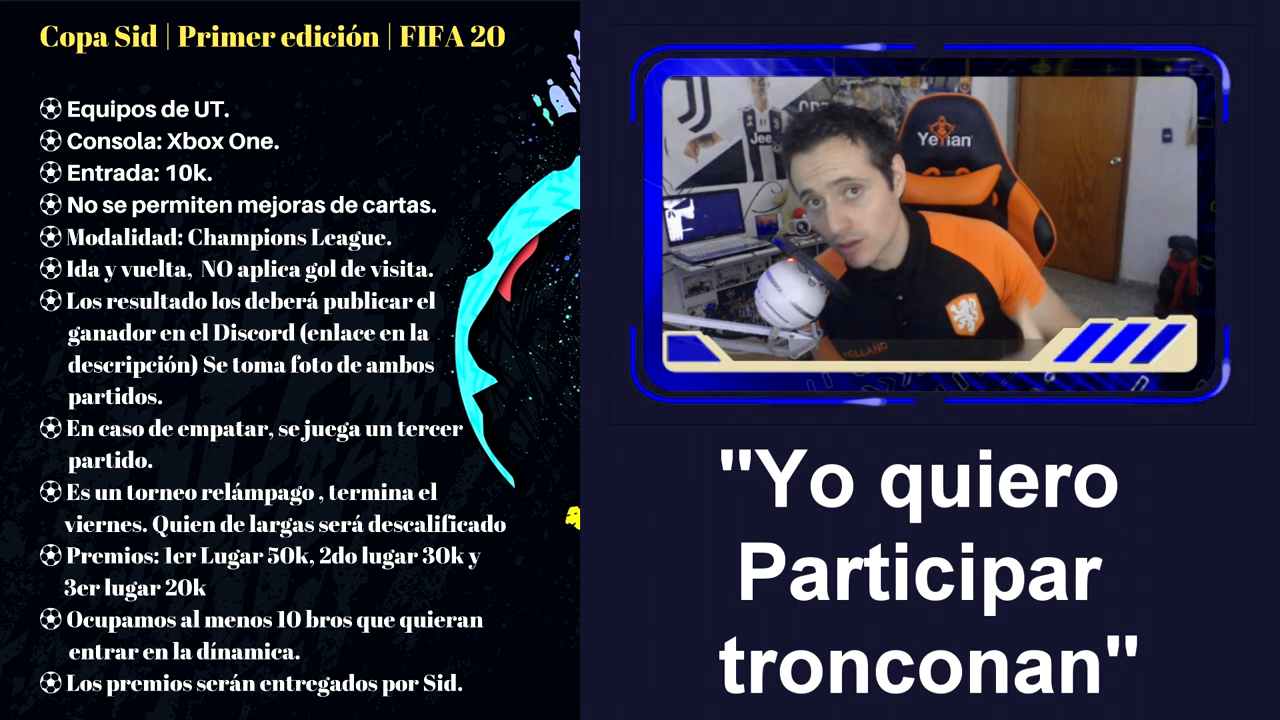 Copa Sid | Primer edición | FIFA 20
Equipos de UT.
Consola: Xbox One.
Entrada: 10k.
No se permiten mejoras de cartas.
Modalidad: Champions League.
Ida y vuelta, NO aplica gol de visita.
Los resultado los deberá publicar el
ganador en el Discord (enlace en la
descripción) Se toma foto de ambos
partidos.
En caso de empatar, se juega un tercer
partido.
Es un torneo relámpago , termina el
viernes. Quien de largas será descalificado
Premios: 1er Lugar 50k, 2do lugar 30k y
3er lugar 20k
Ocupamos al menos 10 bros que quieran
entrar en la dínamica.
Los premios serán entregados por Sid.
Jeep
Yeyian
"Yo quiero
Participar
tronconan"